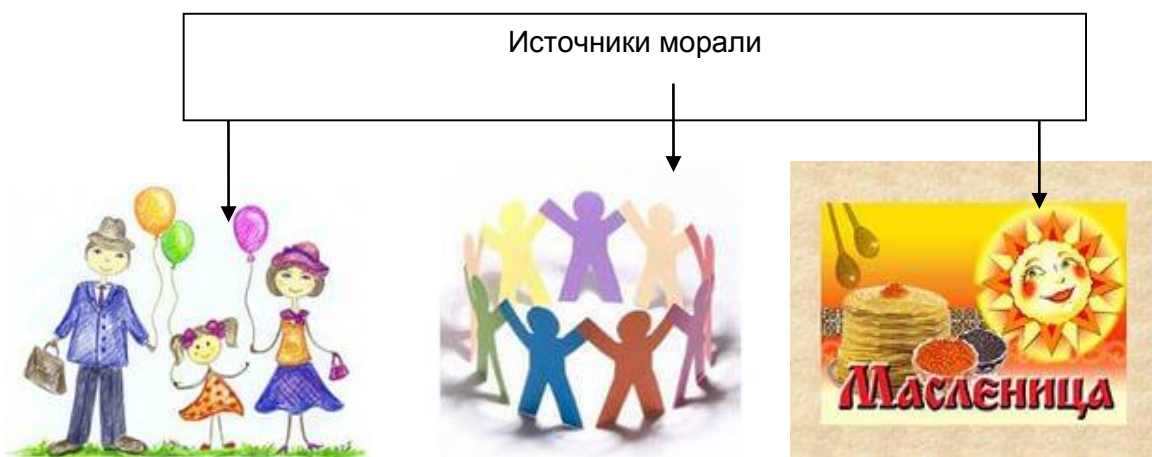 Источники морали
Масленица